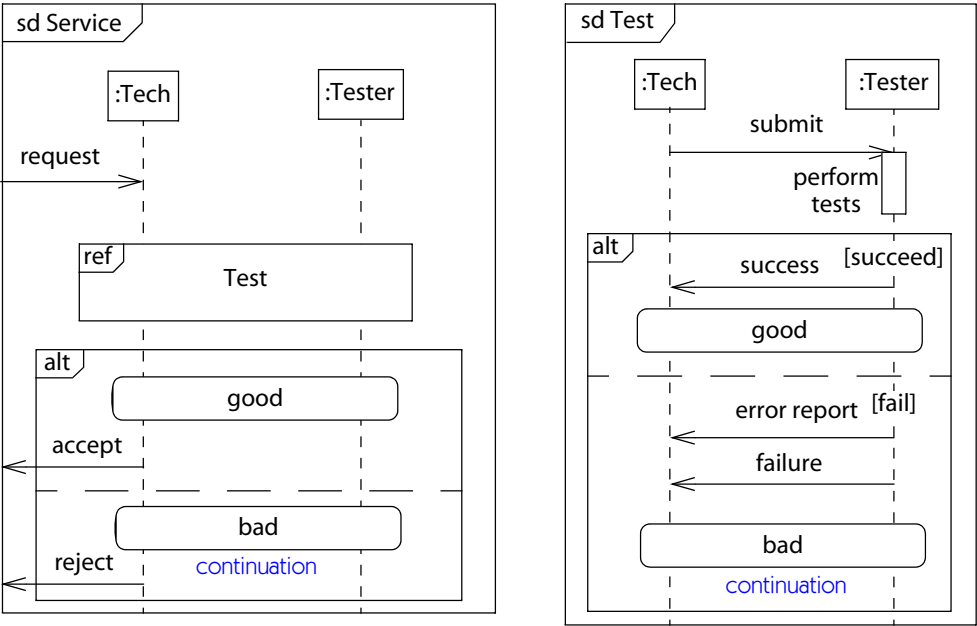 sd Service
:Tech
:Tester
request
ref
Test
alt
good
accept
bad
continuation
reject
sd Test
:Tech
:Tester
submit
perform
tests
alt
[succeed]
success
good
[fail]
error report
failure
bad
continuation